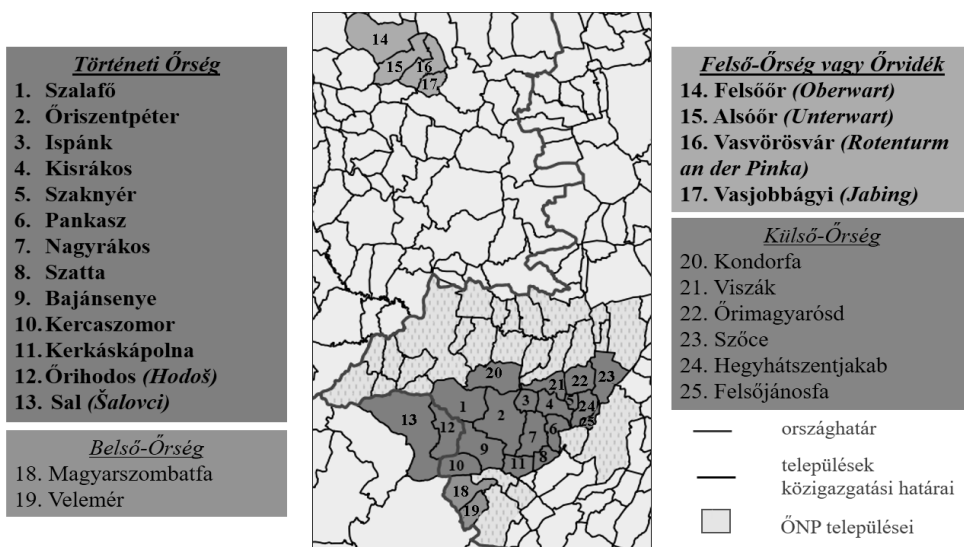 Történeti Őrség
1. Szalafő
2 Őriszentpéter
3. Ispánk
4. Kisrákos
5. Szaknyér
6. Pankasz
7. Nagyrákos
8. Szatta
9. Bajánsenye
10. Kercaszomor
11. Kerkáskápolna
12. Őrihodos (Hodoš)
13. Sal (Šalovci)
Belső-Őrség
18. Magyarszombatfa
19. Velemér
14
15
16
17
20
21
22
23
13
12
1
2
3
4
5
24
25
6
7
8
9
10
11
18
19
Felső-Őrség vagy Őrvidék
14. Felsőőr (Oberwart)
15. Alsóőr (Unterwart)
16. Vasvörösvár (Rotenturm
an der Pinka)
17. Vasjobbágyi (Jabing)
Külső-Őrség
20. Kondorfa
21. Viszák
22. Őrimagyarósd
23. Szőce
24. Hegyhátszentjakab
25. Felsőjánosfa
országhatár
települések
közigazgatási határai
ŐNP települései